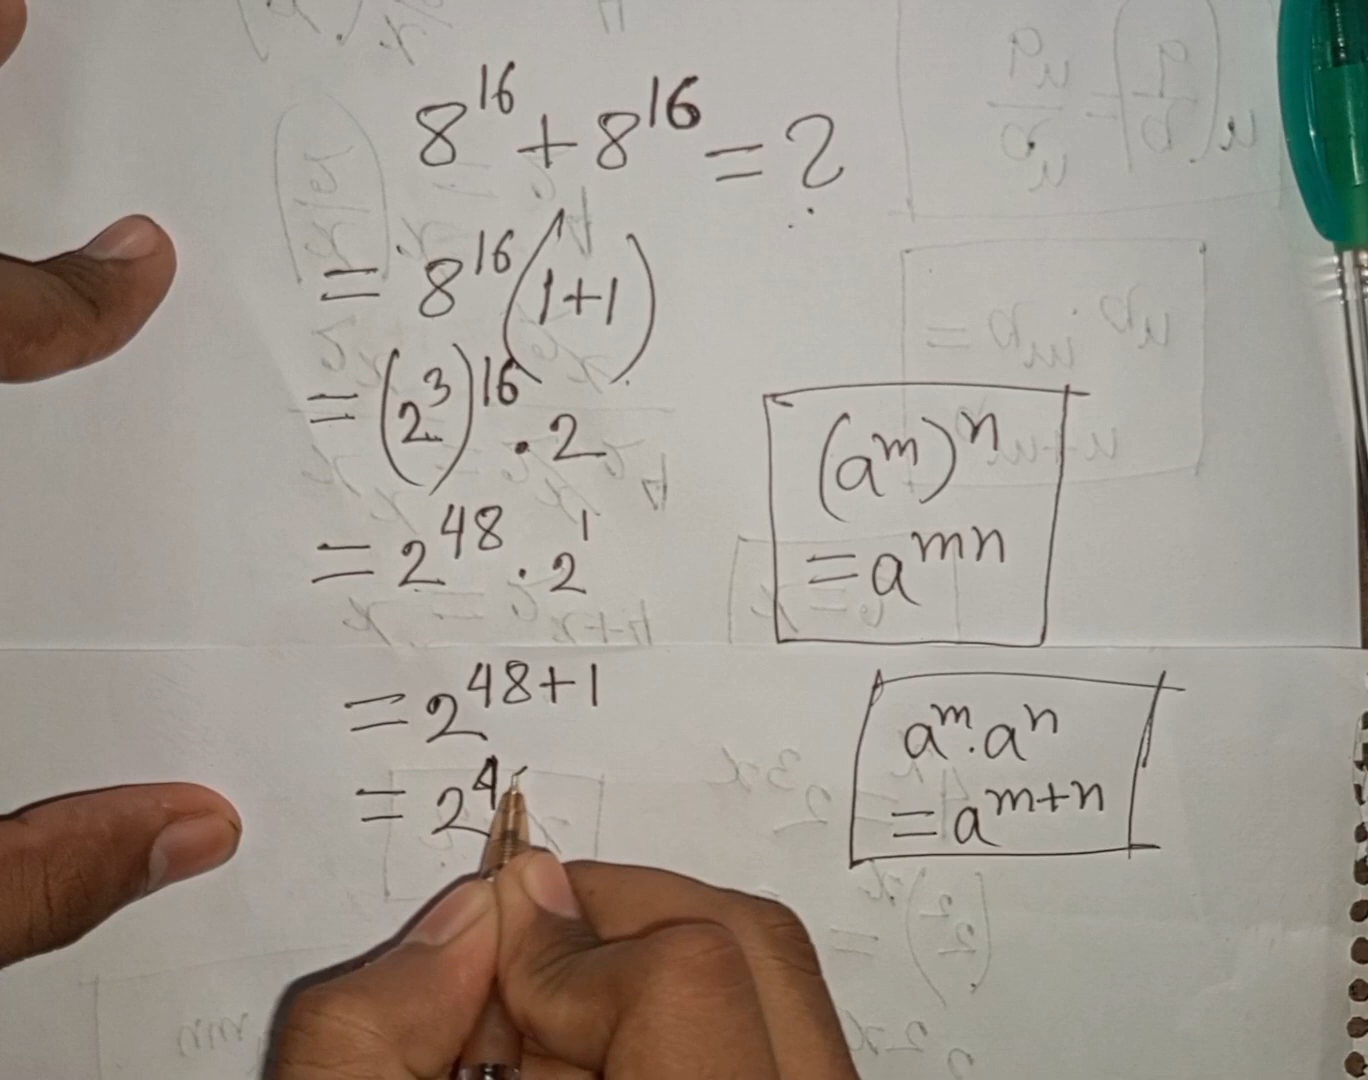 8^16 + 8^16 = ?
= 8^16 (1+1)
= (2^3)^16 . 2
= 2^48 . 2^1
= 2^48+1
= 2^4
(a^m)^n
= a^mn
a^m . a^n
= a^m+n